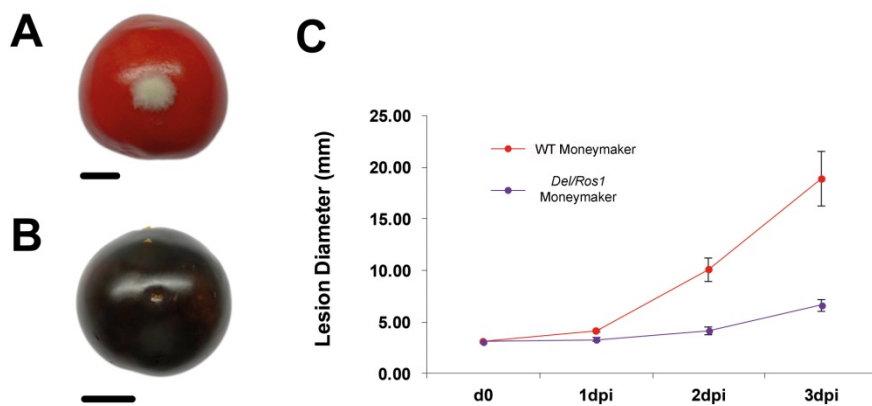 A
B
C
Lesion Diameter (mm)
25.00
20.00
15.00
10.00
5.00
0.00
WT Moneymaker
Del/Ros1
Moneymaker
d0 1dpi 2dpi 3dpi